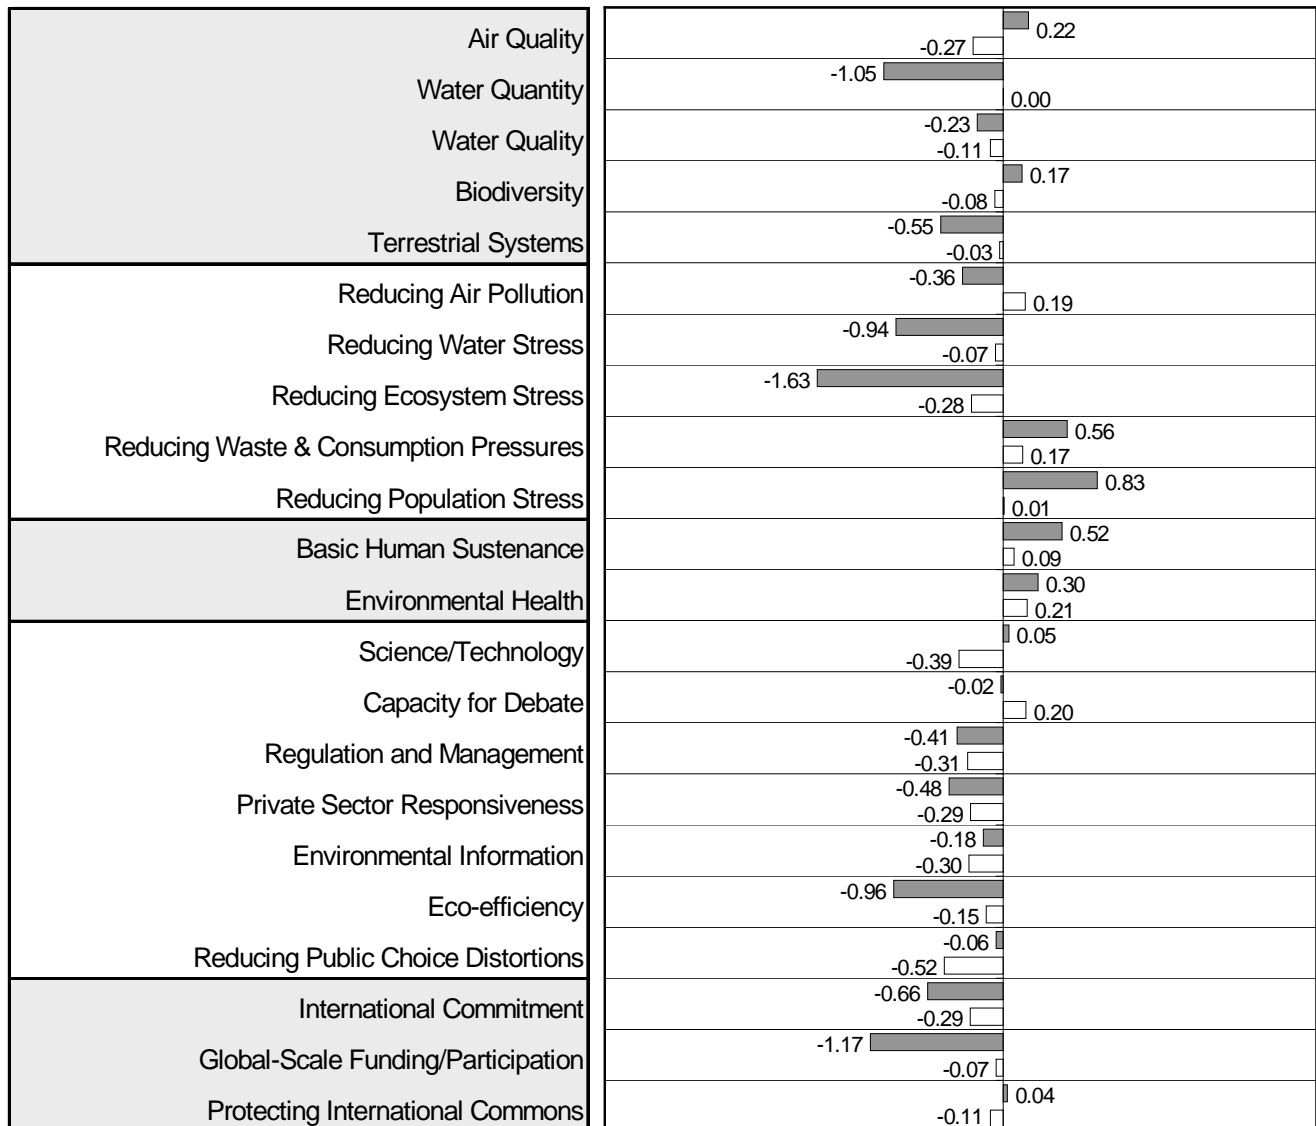 Air Quality
0.22
-0.27
Water Quantity
-1.05
0.00
Water Quality
-0.23
-0.11
Biodiversity
0.17
-0.08
Terrestrial Systems
-0.55
-0.03
Reducing Air Pollution
-0.36
0.19
Reducing Water Stress
-0.94
-0.07
Reducing Ecosystem Stress
-1.63
-0.28
Reducing Waste & Consumption Pressures
0.56
0.17
Reducing Population Stress
0.83
0.01
Basic Human Sustenance
0.52
0.09
Environmental Health
0.30
0.21
Science/Technology
0.05
-0.39
Capacity for Debate
-0.02
0.20
Regulation and Management
-0.41
-0.31
Private Sector Responsiveness
-0.48
-0.29
Environmental Information
-0.18
-0.30
Eco-efficiency
-0.96
-0.15
Reducing Public Choice Distortions
-0.06
-0.52
International Commitment
-0.66
-0.29
Global-Scale Funding/Participation
-1.17
-0.07
Protecting International Commons
0.04
-0.11